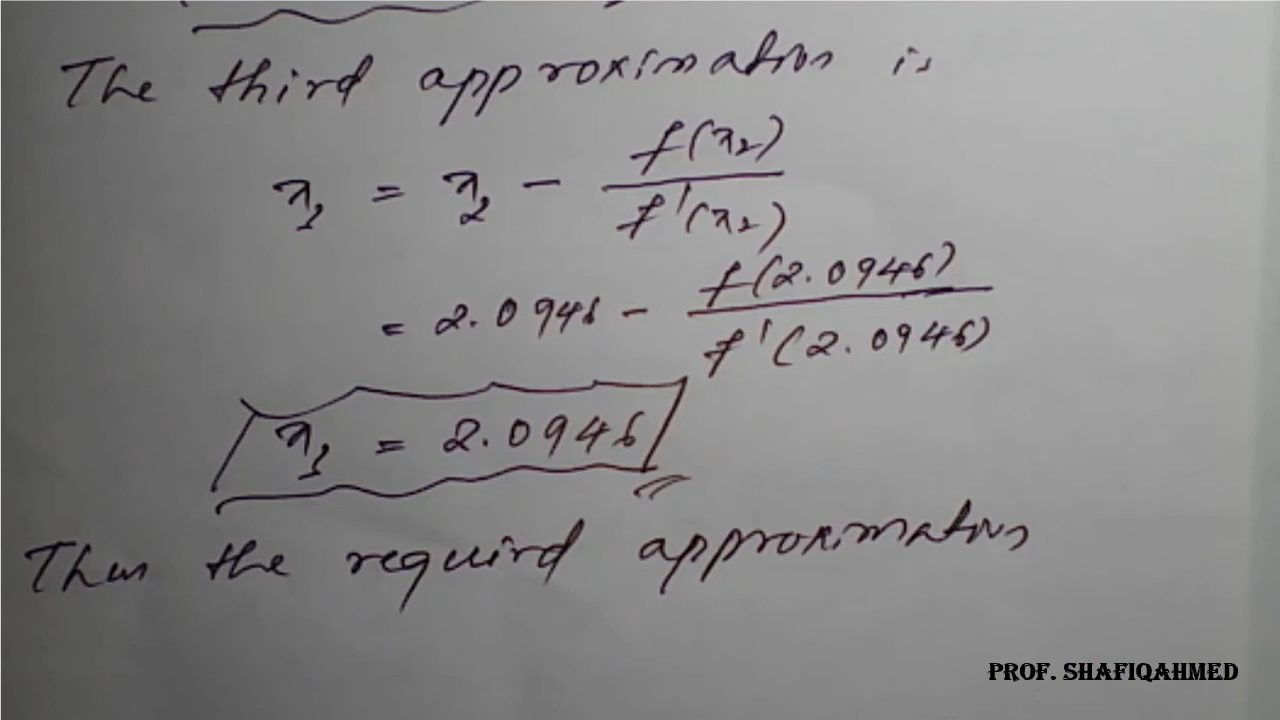 The third approximation is
x₃ = x₂ - f(x₂) / f'(x₂)
= 2.0946 - f(2.0946) / f'(2.0946)
x₃ = 2.0946
Thus the requird approximation
PROF. SHAFIQAHMED